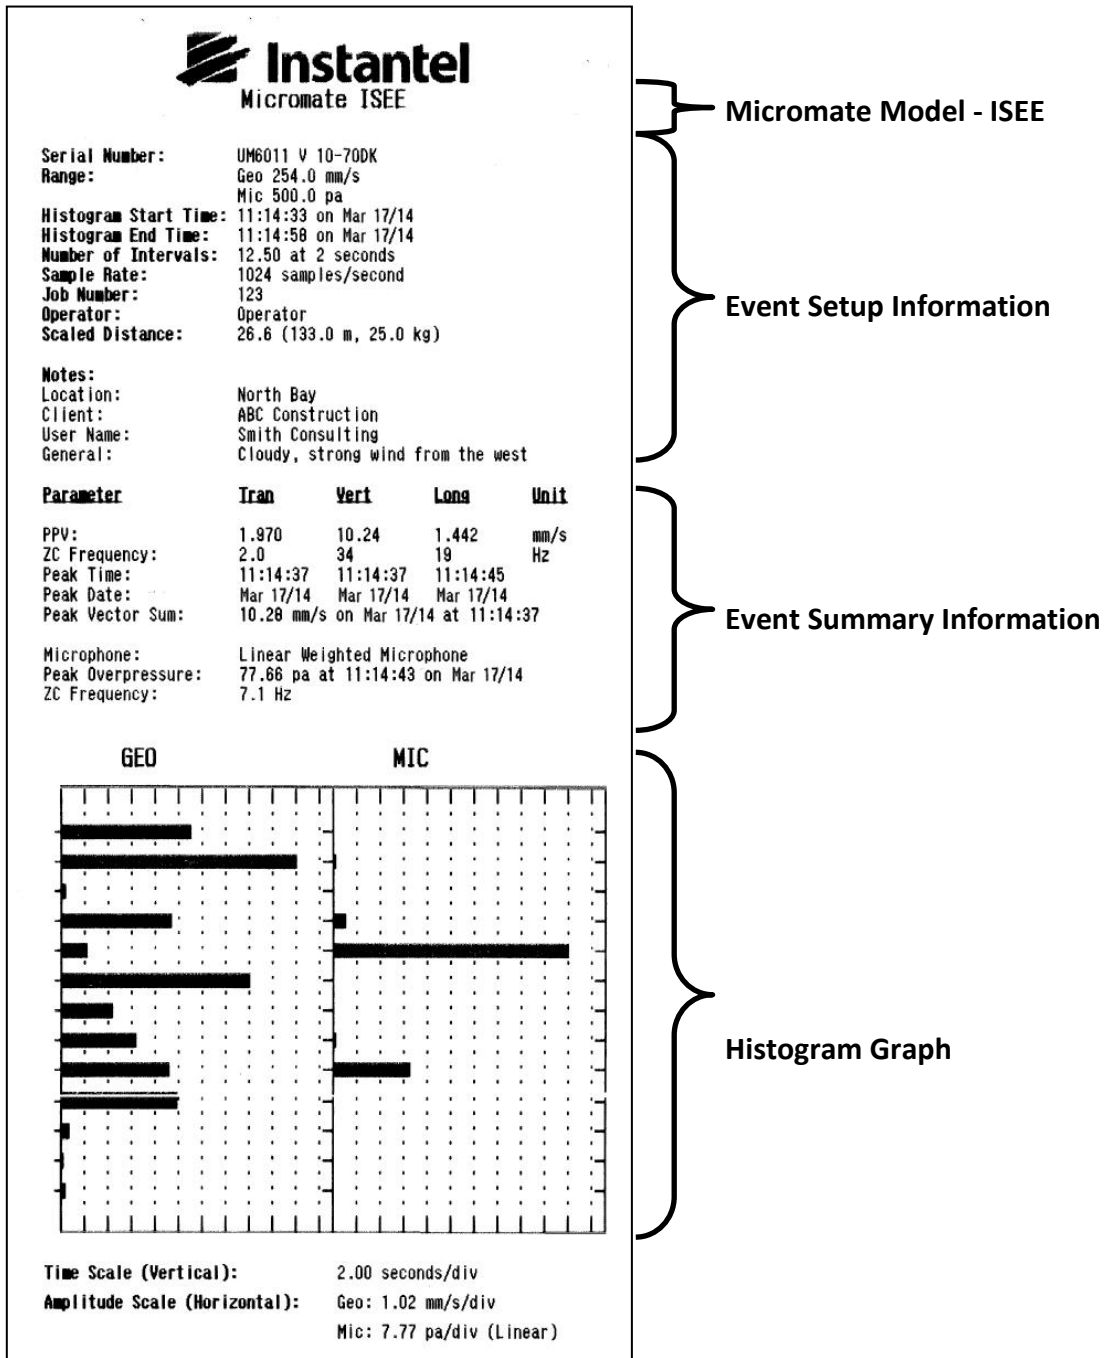 Instantel
Micromate ISEE
Micromate Model - ISEE
Serial Number: UM6011 V 10-70DK
Range: Geo 254.0 mm/s
Mic 500.0 pa
Histogram Start Time: 11:14:33 on Mar 17/14
Histogram End Time: 11:14:58 on Mar 17/14
Number of Intervals: 12.50 at 2 seconds
Sample Rate: 1024 samples/second
Job Number: 123
Operator: Operator
Scaled Distance: 26.6 (133.0 m, 25.0 kg)
Event Setup Information
Notes:
Location: North Bay
Client: ABC Construction
User Name: Smith Consulting
General: Cloudy, strong wind from the west
Parameter Tran Vert Long Unit
PPV: 1.970 10.24 1.442 mm/s
ZC Frequency: 2.0 34 19 Hz
Peak Time: 11:14:37 11:14:37 11:14:45
Peak Date: Mar 17/14 Mar 17/14 Mar 17/14
Peak Vector Sum: 10.28 mm/s on Mar 17/14 at 11:14:37
Event Summary Information
Microphone: Linear Weighted Microphone
Peak Overpressure: 77.66 pa at 11:14:43 on Mar 17/14
ZC Frequency: 7.1 Hz
GEO MIC
Histogram Graph
Time Scale (Vertical): 2.00 seconds/div
Amplitude Scale (Horizontal): Geo: 1.02 mm/s/div
Mic: 7.77 pa/div (Linear)